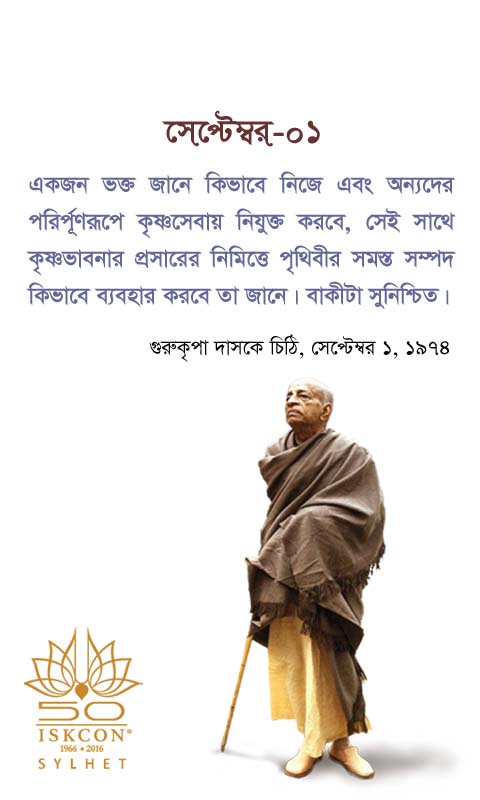 সেপ্টেম্বর-০১
একজন ভক্ত জানে কিভাবে নিজে এবং অন্যদের
পরির্পূণরূপে কৃষ্ণসেবায় নিযুক্ত করবে, সেই সাথে
কৃষ্ণভাবনার প্রসারের নিমিত্তে পৃথিবীর সমস্ত সম্পদ
কিভাবে ব্যবহার করবে তা জানে। বাকীটা সুনিশ্চিত।
গুরুকৃপা দাসকে চিঠি, সেপ্টেম্বর ১, ১৯৭৪
50
ISKCON®
1966 • 2016
SYLHET